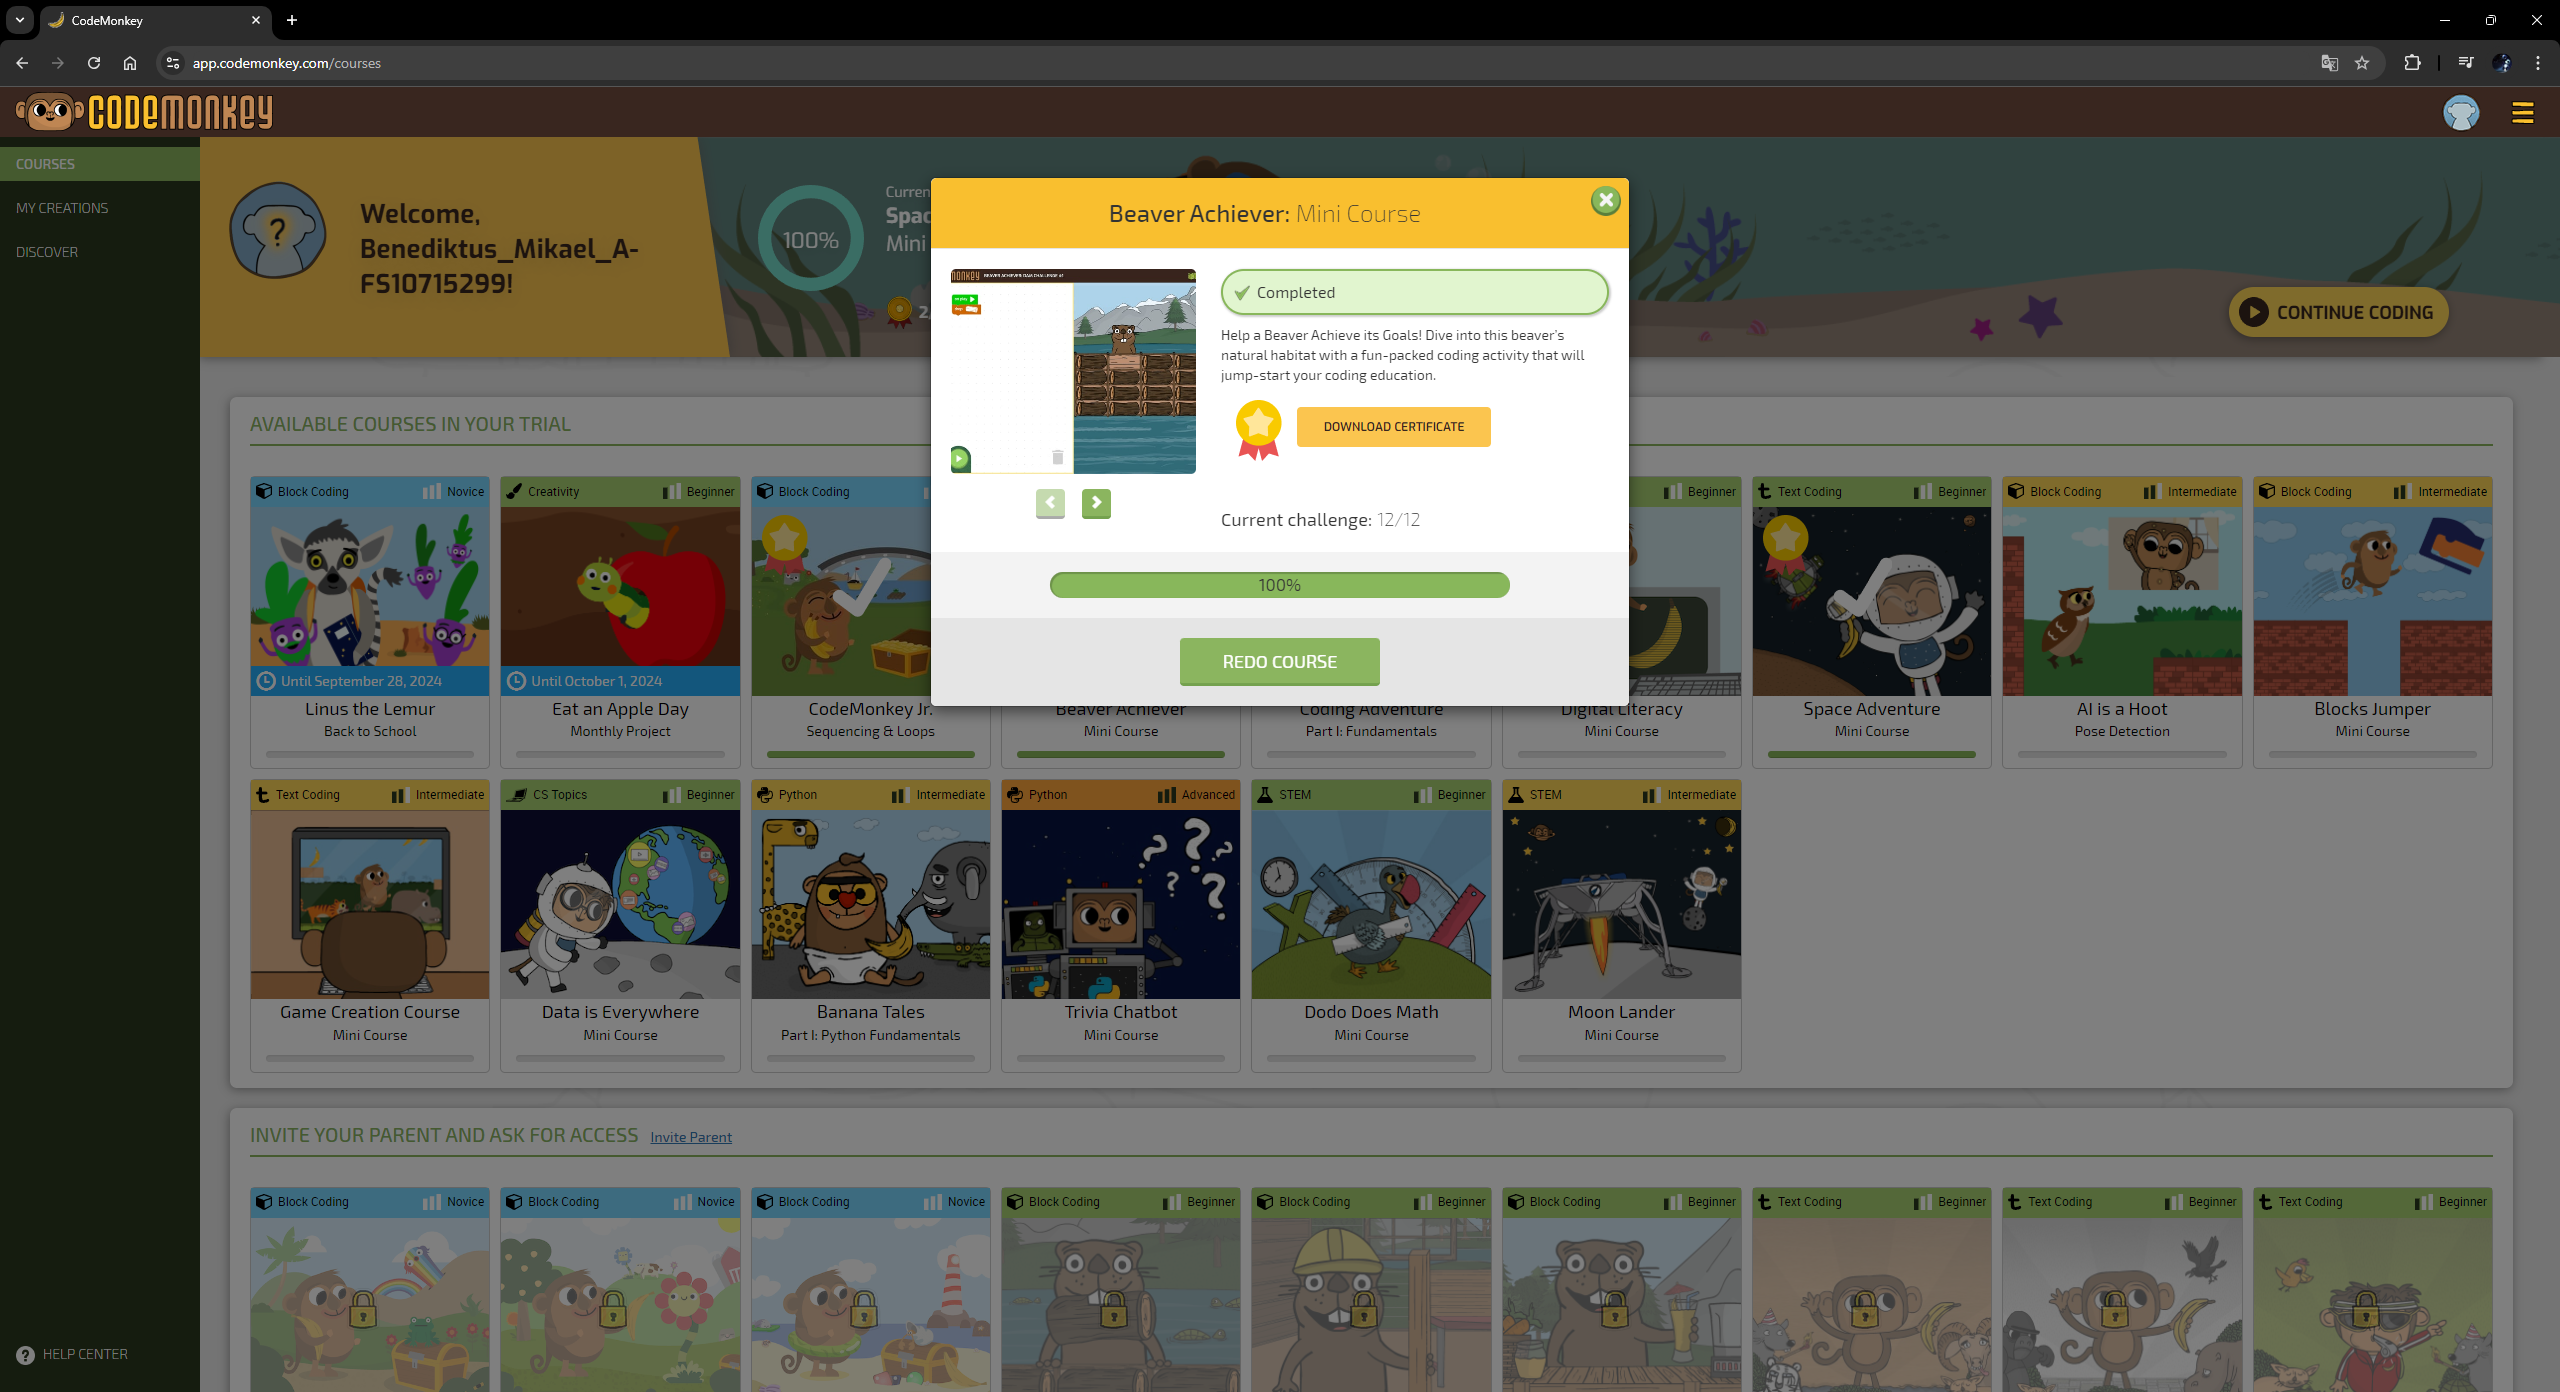 CodeMonkey
app.codemonkey.com/courses
CODEMONKEY
COURSES
MY CREATIONS
DISCOVER
HELP CENTER
Welcome,
Benediktus_Mikael_A-
FS10715299!
100%
CONTINUE CODING
Beaver Achiever: Mini Course
Completed
Help a Beaver Achieve its Goals! Dive into this beaver's
natural habitat with a fun-packed coding activity that will
jump-start your coding education.
DOWNLOAD CERTIFICATE
Current challenge: 12/12
100%
REDO COURSE
AVAILABLE COURSES IN YOUR TRIAL
Block Coding Novice
Until September 28, 2024
Linus the Lemur
Back to School
Creativity Beginner
Until October 1, 2024
Eat an Apple Day
Monthly Project
Block Coding
CodeMonkey Jr.
Sequencing & Loops
Beaver Achiever
Mini Course
Coding Adventure
Part I: Fundamentals
Beginner
Digital Literacy
Mini Course
Text Coding Beginner
Space Adventure
Mini Course
Block Coding Intermediate
AI is a Hoot
Pose Detection
Block Coding Intermediate
Blocks Jumper
Mini Course
Text Coding Intermediate
Game Creation Course
Mini Course
CS Topics Beginner
Data is Everywhere
Mini Course
Python Intermediate
Banana Tales
Part I: Python Fundamentals
Python Advanced
Trivia Chatbot
Mini Course
STEM Beginner
Dodo Does Math
Mini Course
STEM Intermediate
Moon Lander
Mini Course
INVITE YOUR PARENT AND ASK FOR ACCESS Invite Parent
Block Coding Novice
Block Coding Novice
Block Coding Novice
Block Coding Beginner
Block Coding Beginner
Block Coding Beginner
Text Coding Beginner
Text Coding Beginner
Text Coding Beginner